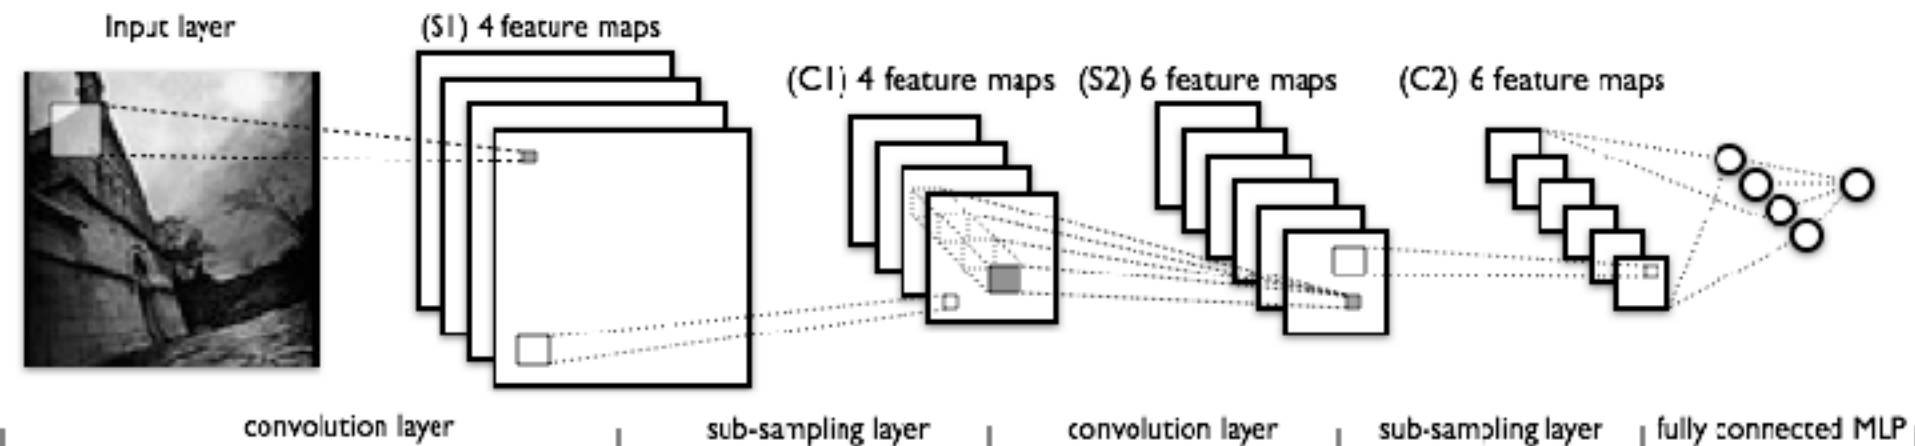 Input layer
(S1) 4 feature maps
(C1) 4 feature maps
(S2) 6 feature maps
(C2) 6 feature maps
convolution layer
sub-sampling layer
convolution layer
sub-sampling layer
fully connected MLP